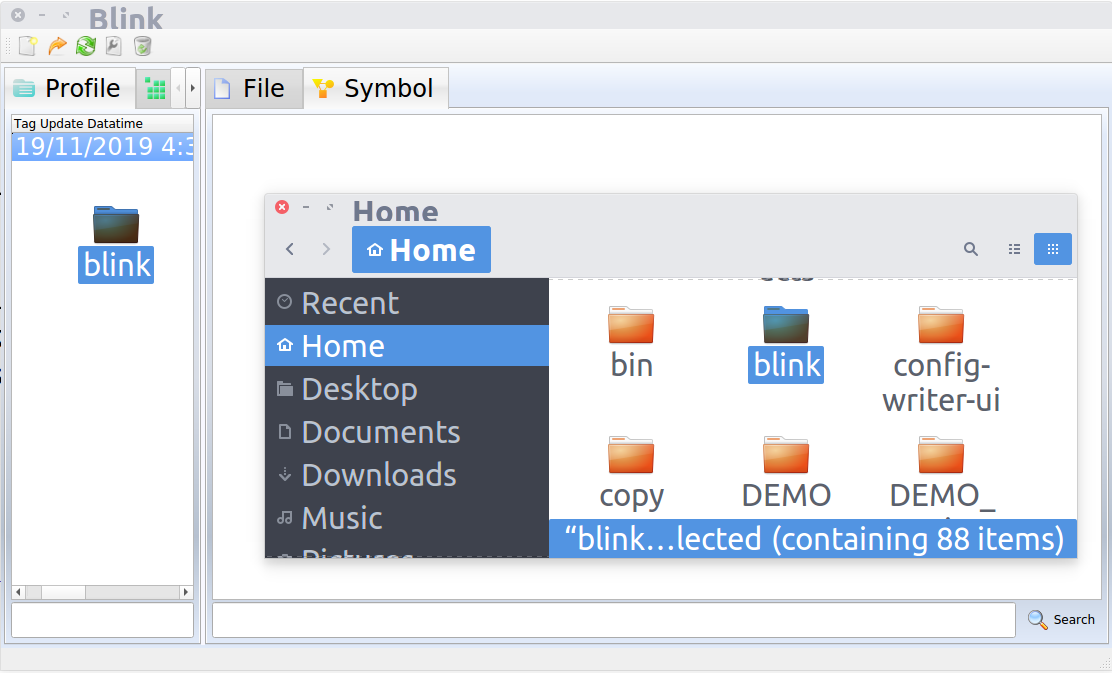 Blink
Profile
File
Symbol
Tag Update Datatime
19/11/2019 4:3
blink
Home
Home
Recent
Home
Desktop
Documents
Downloads
Music
Pictures
bin
blink
config-
writer-ui
copy
DEMO
DEMO_
“blink…lected (containing 88 items)
Search